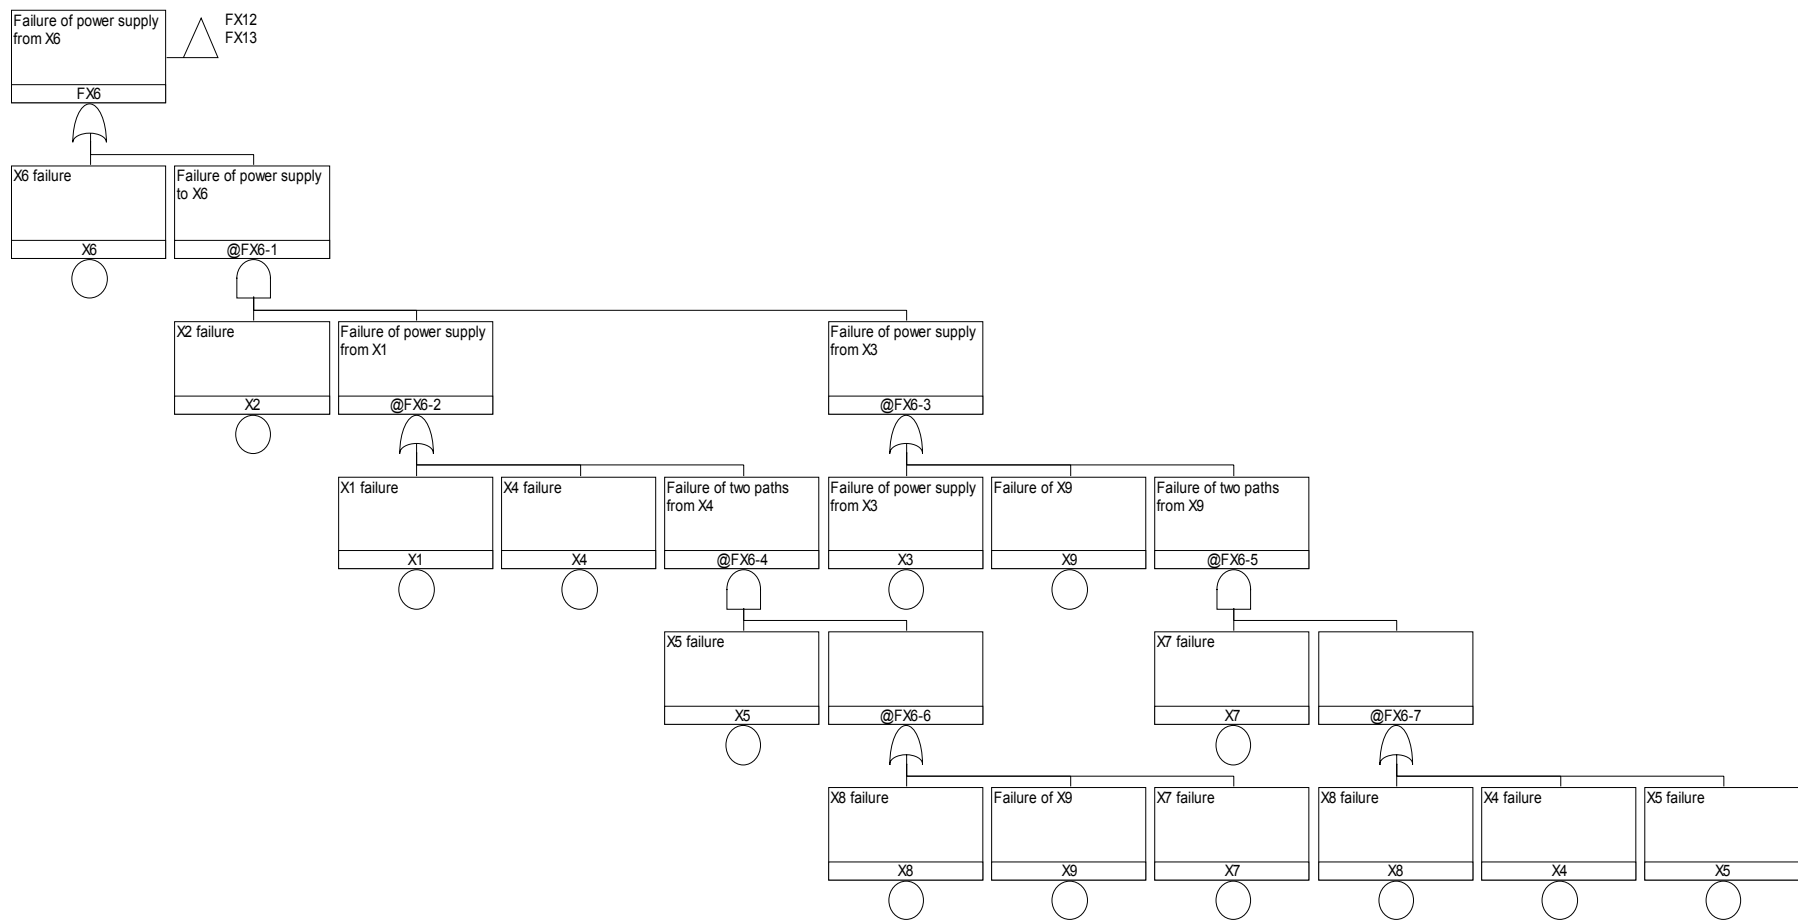 Failure of power supply
from X6
FX6
FX12
FX13
X6 failure
X6
Failure of power supply
to X6
@FX6-1
X2 failure
X2
Failure of power supply
from X1
@FX6-2
Failure of power supply
from X3
@FX6-3
X1 failure
X1
X4 failure
X4
Failure of two paths
from X4
@FX6-4
Failure of power supply
from X3
X3
Failure of X9
X9
Failure of two paths
from X9
@FX6-5
X5 failure
X5
@FX6-6
X7 failure
X7
@FX6-7
X8 failure
X8
Failure of X9
X9
X7 failure
X7
X8 failure
X8
X4 failure
X4
X5 failure
X5